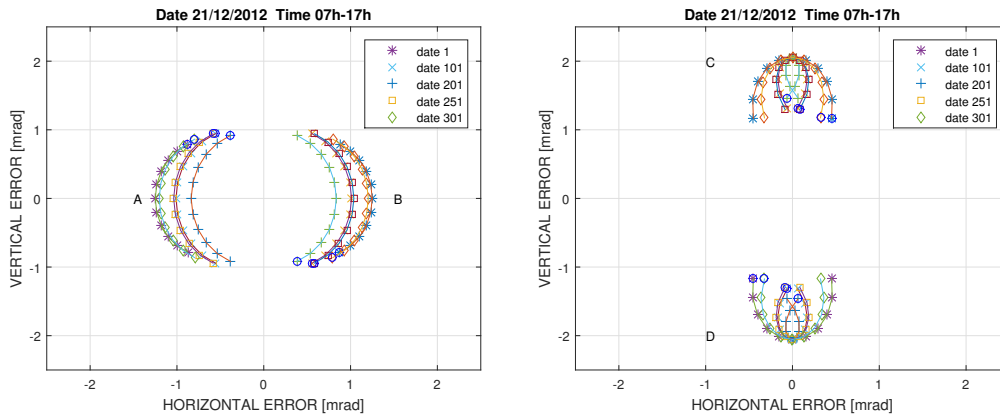 Date 21/12/2012  Time 07h-17h
VERTICAL ERROR [mrad]
2
1
0
-1
-2
-2
-1
0
1
2
HORIZONTAL ERROR [mrad]
A
B
date 1
date 101
date 201
date 251
date 301
Date 21/12/2012  Time 07h-17h
VERTICAL ERROR [mrad]
2
1
0
-1
-2
-2
-1
0
1
2
HORIZONTAL ERROR [mrad]
C
D
date 1
date 101
date 201
date 251
date 301